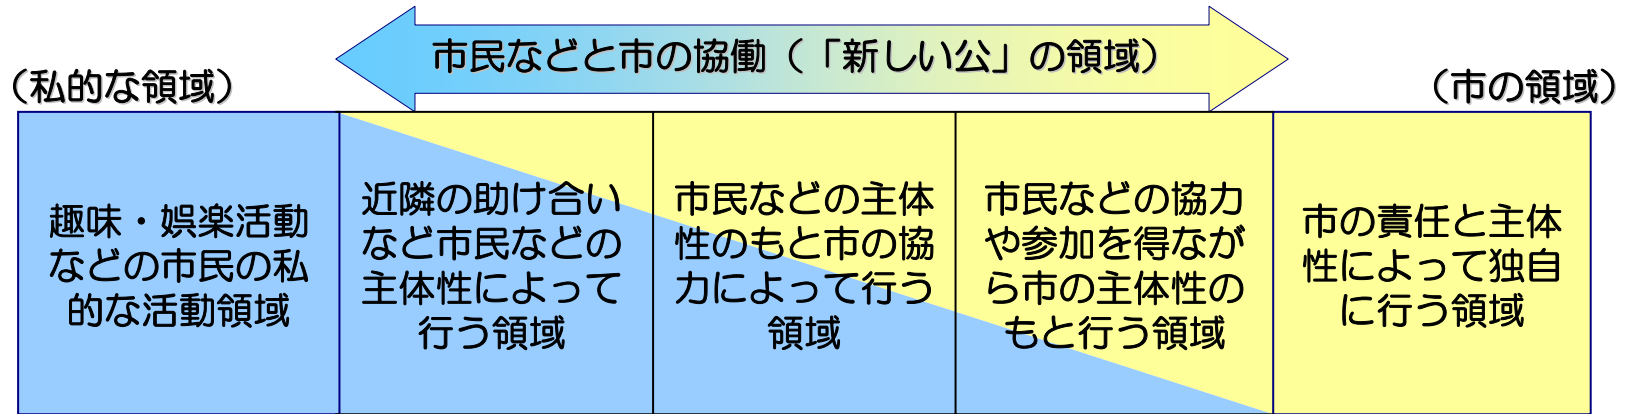 市民などと市の協働（「新しい公」の領域）
（私的な領域）
（市の領域）
趣味・娯楽活動
などの市民の私
的な活動領域
近隣の助け合い
など市民などの
主体性によって
行う領域
市民などの主体
性のもと市の協
力によって行う
領域
市民などの協力
や参加を得なが
ら市の主体性の
もと行う領域
市の責任と主体
性によって独自
に行う領域